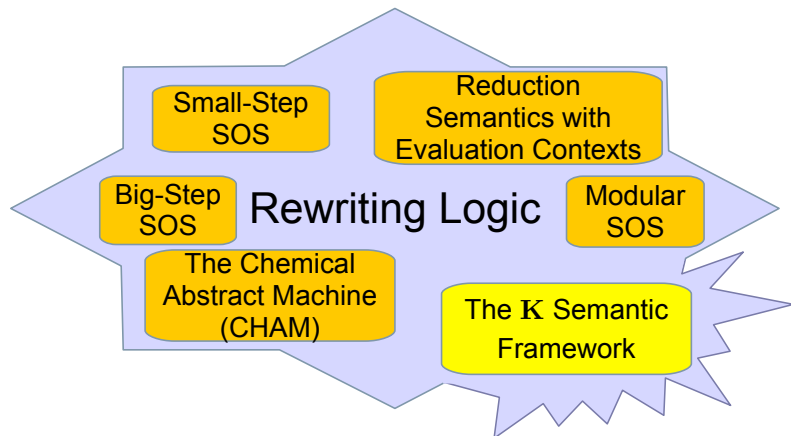 Small-Step
SOS
Reduction
Semantics with
Evaluation Contexts
Big-Step
SOS
Rewriting Logic
Modular
SOS
The Chemical
Abstract Machine
(CHAM)
The K Semantic
Framework